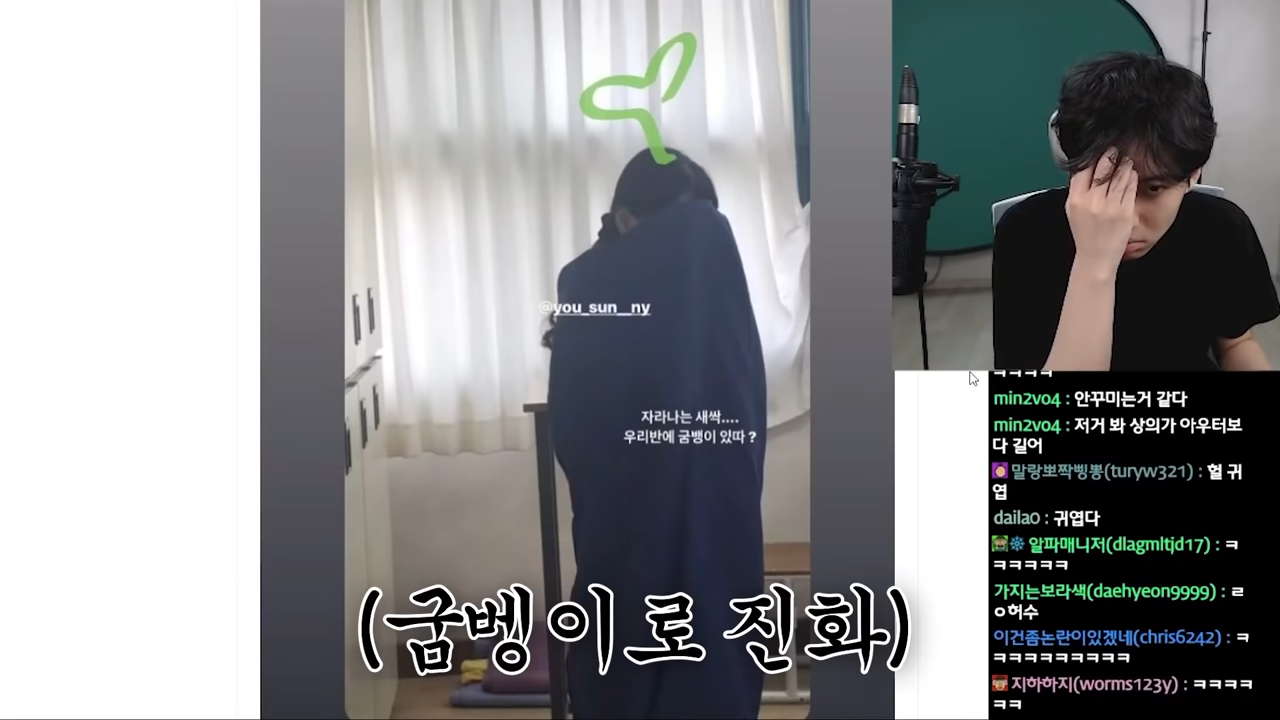 @you_sun__ny
자라나는 새싹....
우리반에 굼뱅이 있따 ?
(굼벵이로 진화)
ㅋㅋㅋㅋ
min2vo4 : 안꾸미는거 같다
min2vo4 : 저거 봐 상의가 아우터보
다 길어
말랑뽀짝삥뽕(turyw321) : 헐 귀
엽
dailao : 귀엽다
알파매니저(dlagmltjd17) : ㅋ
ㅋㅋㅋㅋㅋ
가지는보라색(daehyeon9999) : ㄹ
ㅇ허수
이건좀논란이있겠네(chris6242) : ㅋ
ㅋㅋㅋㅋㅋㅋㅋㅋㅋ
지하하지(worms123y) : ㅋㅋㅋㅋ
ㅋㅋ